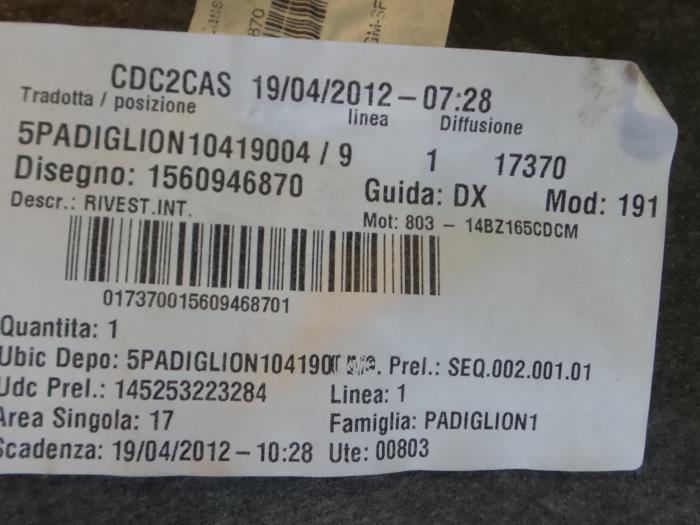 CDC2CAS 19/04/2012-07:28
Tradotta / posizione linea Diffusione
5PADIGLION10419004 / 9 1 17370
Disegno: 1560946870 Guida: DX Mod: 191
Descr.: RIVEST.INT. Mot: 803 - 14BZ165CDCM
017370015609468701
Quantita: 1
Ubic Depo: 5PADIGLION104190 Prel.: SEQ.002.001.01
Udc Prel.: 145253223284 Linea: 1
Area Singola: 17 Famiglia: PADIGLION1
Scadenza: 19/04/2012-10:28 Ute: 00803